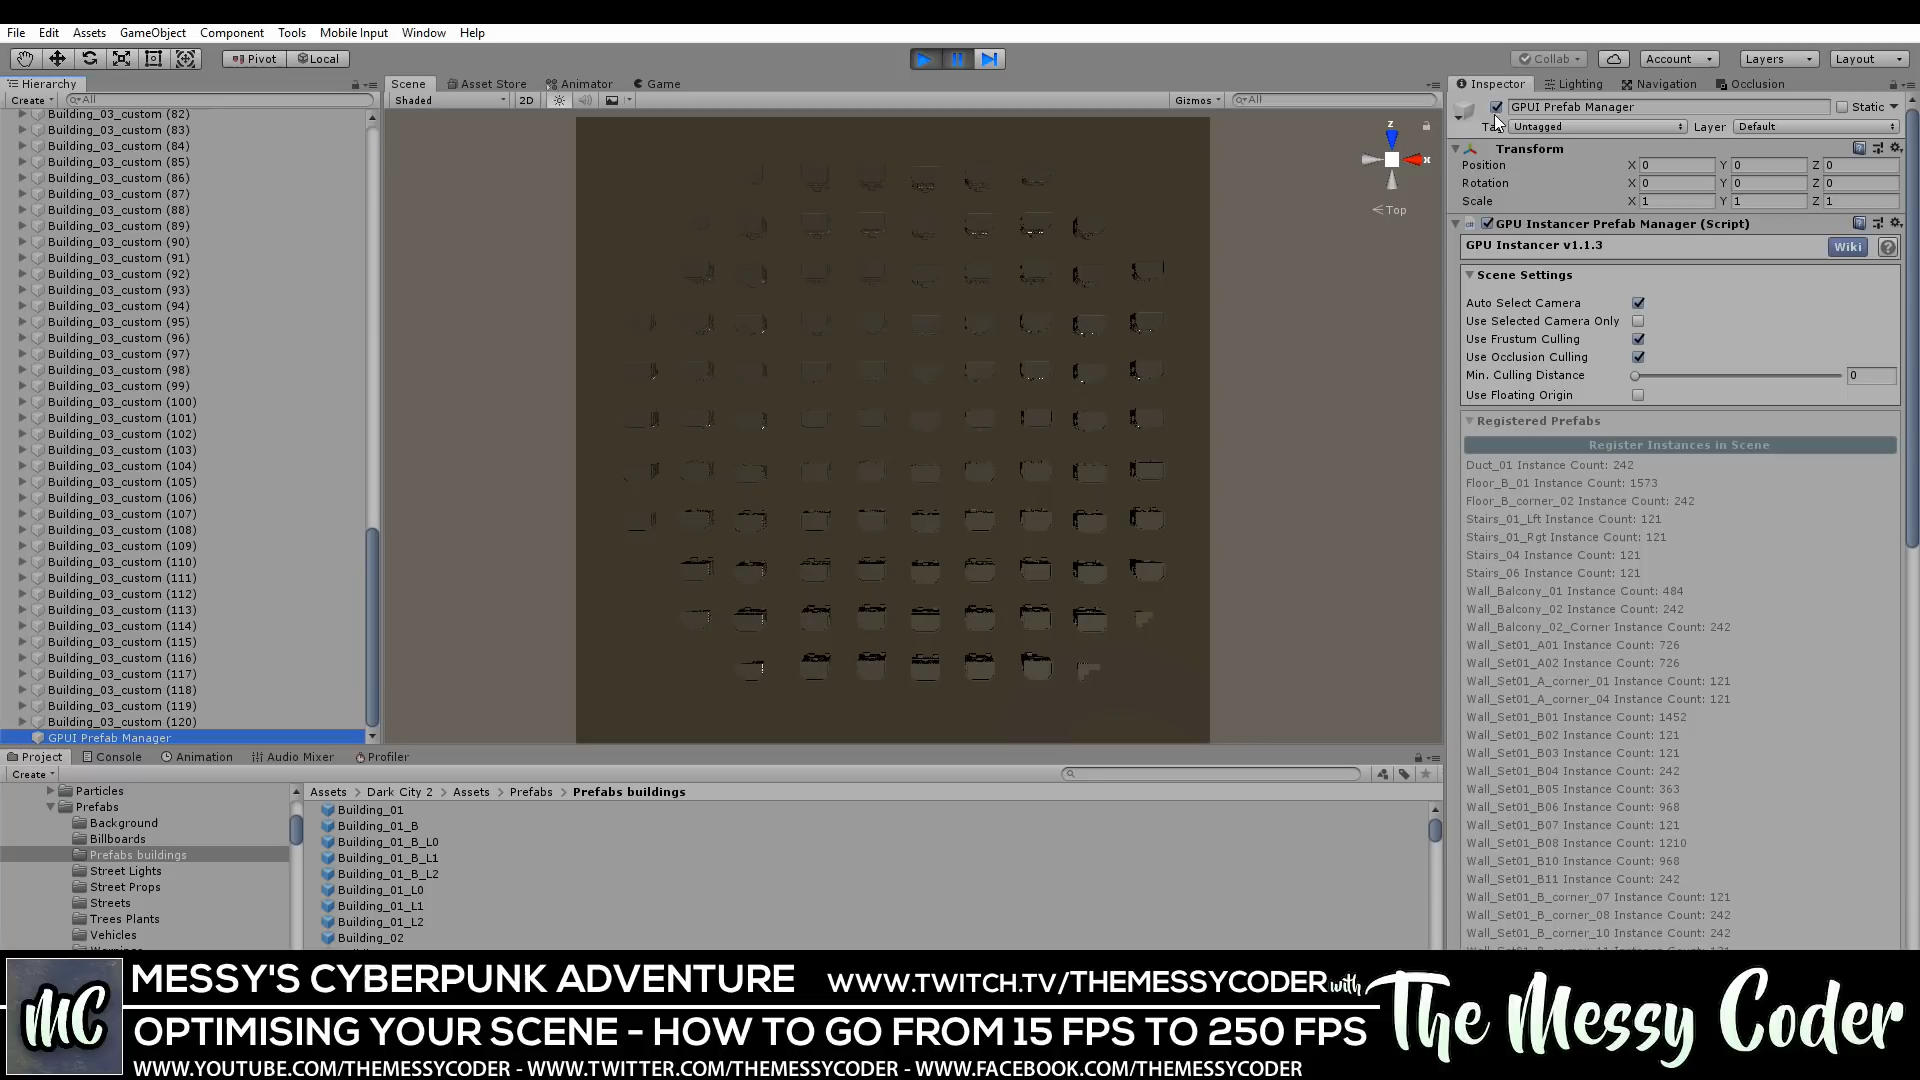 File Edit Assets GameObject Component Tools Mobile Input Window Help
Pivot Local Collab Account Layers Layout
Hierarchy
Create All
Building_03_custom (82)
Building_03_custom (83)
Building_03_custom (84)
Building_03_custom (85)
Building_03_custom (86)
Building_03_custom (87)
Building_03_custom (88)
Building_03_custom (89)
Building_03_custom (90)
Building_03_custom (91)
Building_03_custom (92)
Building_03_custom (93)
Building_03_custom (94)
Building_03_custom (95)
Building_03_custom (96)
Building_03_custom (97)
Building_03_custom (98)
Building_03_custom (99)
Building_03_custom (100)
Building_03_custom (101)
Building_03_custom (102)
Building_03_custom (103)
Building_03_custom (104)
Building_03_custom (105)
Building_03_custom (106)
Building_03_custom (107)
Building_03_custom (108)
Building_03_custom (109)
Building_03_custom (110)
Building_03_custom (111)
Building_03_custom (112)
Building_03_custom (113)
Building_03_custom (114)
Building_03_custom (115)
Building_03_custom (116)
Building_03_custom (117)
Building_03_custom (118)
Building_03_custom (119)
Building_03_custom (120)
GPUI Prefab Manager
Scene Asset Store Animator Game
Shaded 2D Gizmos All
z
x
Top
Inspector Lighting Navigation Occlusion
GPUI Prefab Manager Static
Untagged Layer Default
Transform
Position X 0 Y 0 Z 0
Rotation X 0 Y 0 Z 0
Scale X 1 Y 1 Z 1
GPU Instancer Prefab Manager (Script)
GPU Instancer v1.1.3 Wiki ?
Scene Settings
Auto Select Camera
Use Selected Camera Only
Use Frustum Culling
Use Occlusion Culling
Min. Culling Distance 0
Use Floating Origin
Registered Prefabs
Register Instances in Scene
Duct_01 Instance Count: 242
Floor_B_01 Instance Count: 1573
Floor_B_corner_02 Instance Count: 242
Stairs_01_Lft Instance Count: 121
Stairs_01_Rgt Instance Count: 121
Stairs_04 Instance Count: 121
Stairs_06 Instance Count: 121
Wall_Balcony_01 Instance Count: 484
Wall_Balcony_02 Instance Count: 242
Wall_Balcony_02_Corner Instance Count: 242
Wall_Set01_A01 Instance Count: 726
Wall_Set01_A02 Instance Count: 726
Wall_Set01_A_corner_01 Instance Count: 121
Wall_Set01_A_corner_04 Instance Count: 121
Wall_Set01_B01 Instance Count: 1452
Wall_Set01_B02 Instance Count: 121
Wall_Set01_B03 Instance Count: 121
Wall_Set01_B04 Instance Count: 242
Wall_Set01_B05 Instance Count: 363
Wall_Set01_B06 Instance Count: 968
Wall_Set01_B07 Instance Count: 121
Wall_Set01_B08 Instance Count: 1210
Wall_Set01_B10 Instance Count: 968
Wall_Set01_B11 Instance Count: 242
Wall_Set01_B_corner_07 Instance Count: 121
Wall_Set01_B_corner_08 Instance Count: 242
Wall_Set01_B_corner_10 Instance Count: 242
Project Console Animation Audio Mixer Profiler
Create
Particles
Prefabs
Background
Billboards
Prefabs buildings
Street Lights
Street Props
Streets
Trees Plants
Vehicles
Assets Dark City 2 Assets Prefabs Prefabs buildings
Building_01
Building_01_B
Building_01_B_L0
Building_01_B_L1
Building_01_B_L2
Building_01_L0
Building_01_L1
Building_01_L2
Building_02
MC
MESSY'S CYBERPUNK ADVENTURE WWW.TWITCH.TV/THEMESSYCODER with The Messy Coder
OPTIMISING YOUR SCENE - HOW TO GO FROM 15 FPS TO 250 FPS
WWW.YOUTUBE.COM/THEMESSYCODER - WWW.TWITTER.COM/THEMESSYCODER - WWW.FACEBOOK.COM/THEMESSYCODER